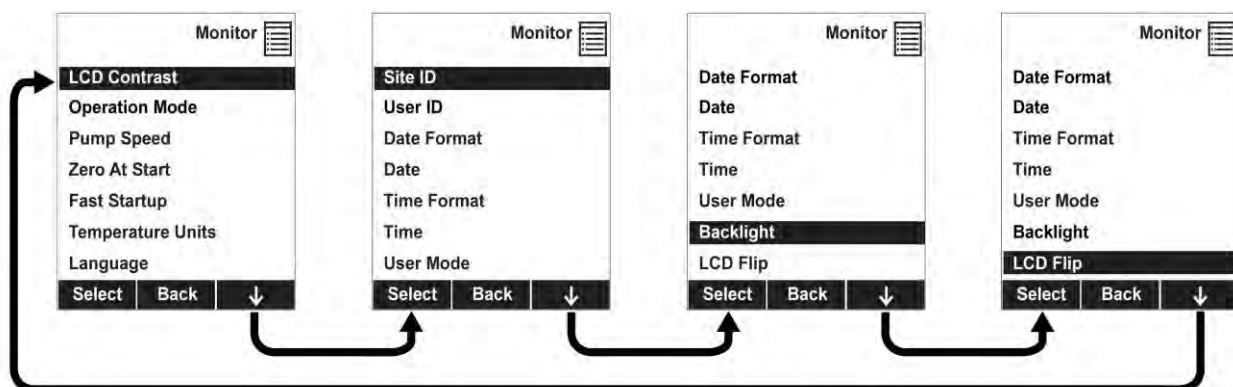 Monitor
LCD Contrast
Operation Mode
Pump Speed
Zero At Start
Fast Startup
Temperature Units
Language
Select Back ↓
Monitor
Site ID
User ID
Date Format
Date
Time Format
Time
User Mode
Select Back ↓
Monitor
Date Format
Date
Time Format
Time
User Mode
Backlight
LCD Flip
Select Back ↓
Monitor
Date Format
Date
Time Format
Time
User Mode
Backlight
LCD Flip
Select Back ↓